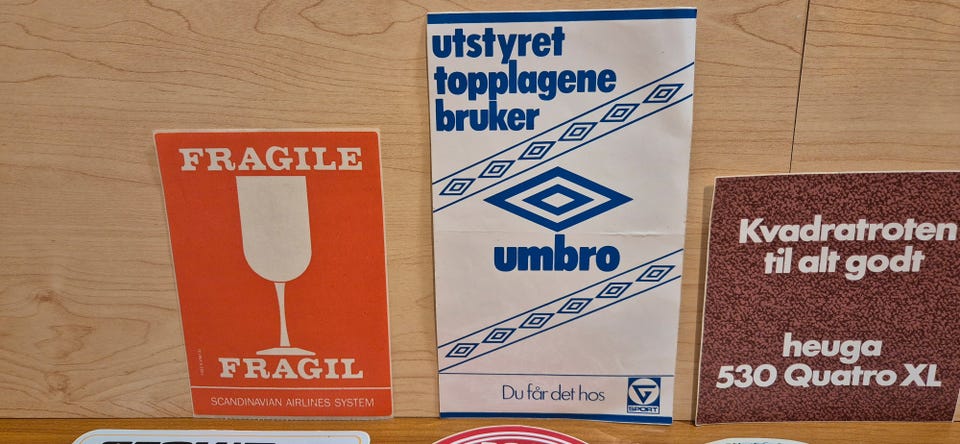 FRAGILE
FRAGIL
SCANDINAVIAN AIRLINES SYSTEM
utstyret
topplagene
bruker
umbro
Du får det hos
SPORT
Kvadratroten
til alt godt
heuga
530 Quatro XL